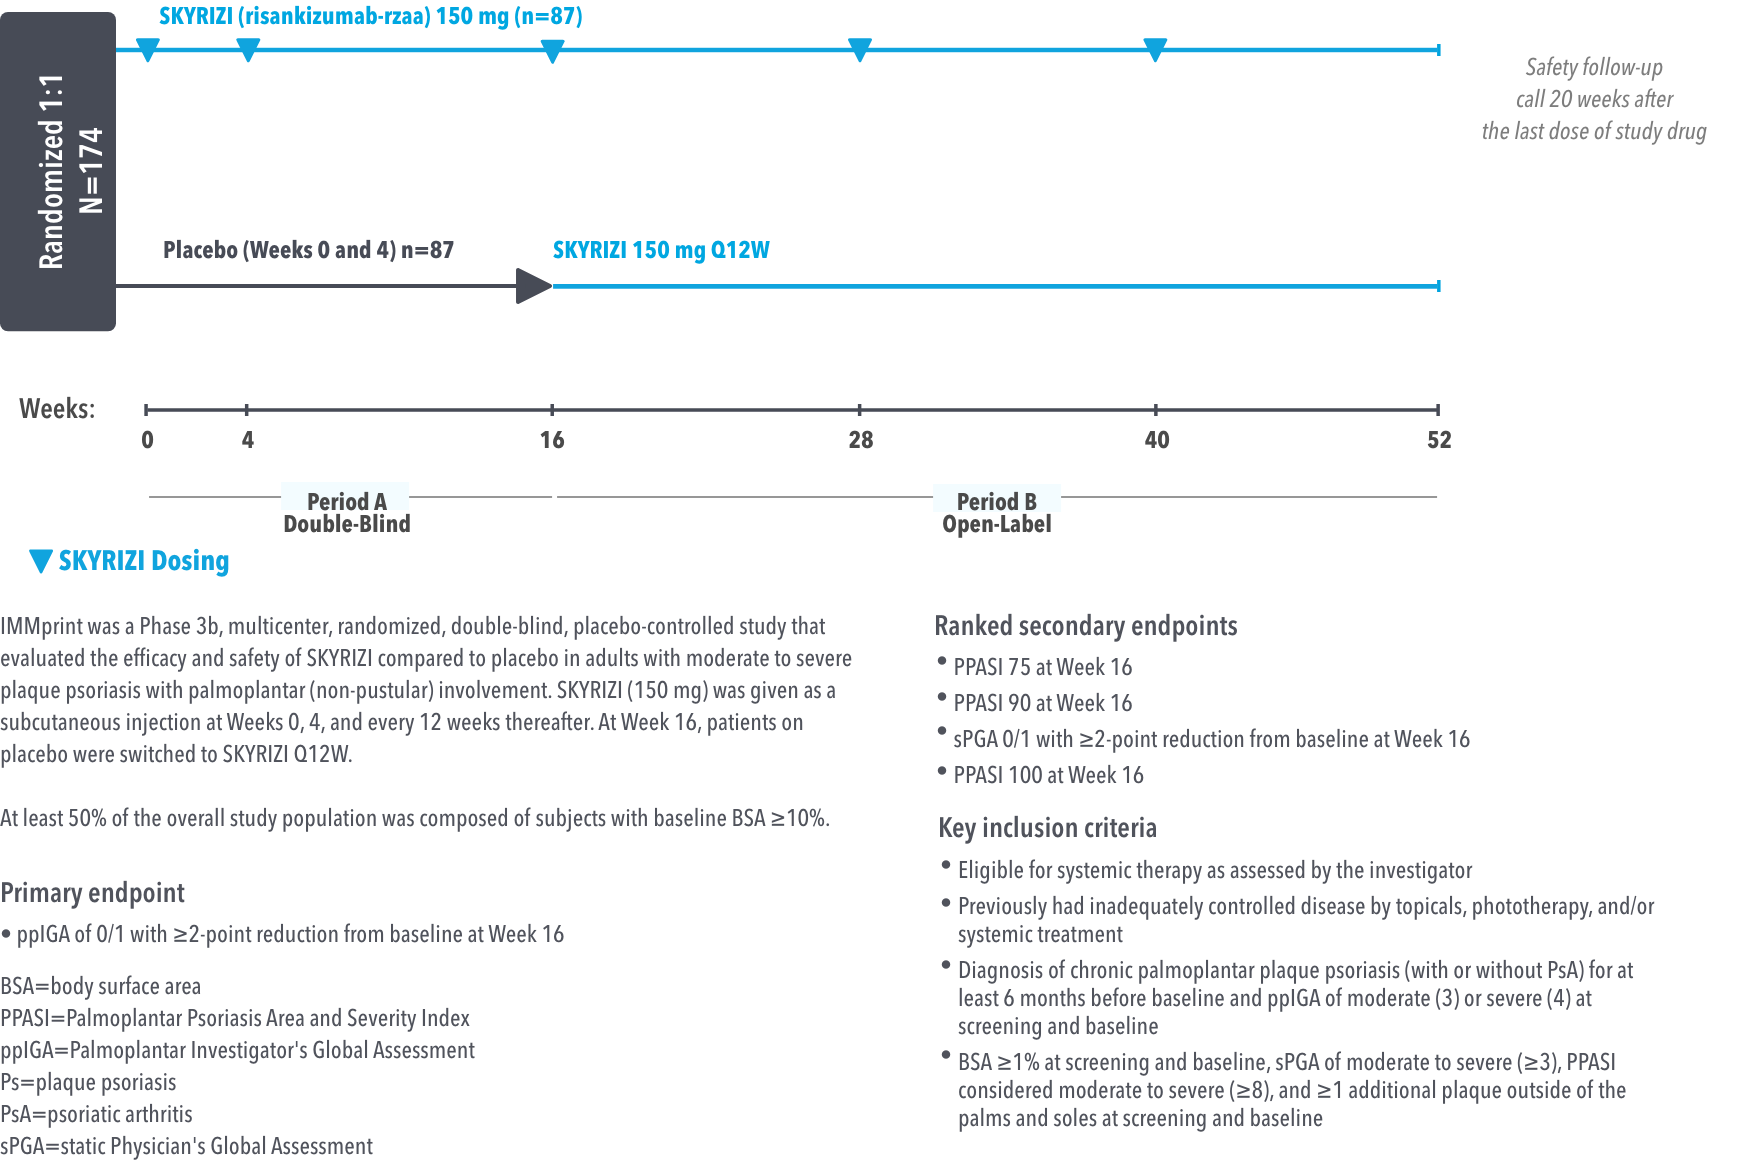 SKYRIZI (risankizumab-rzaa) 150 mg (n=87)
Randomized 1:1
N=174
Safety follow-up
call 20 weeks after
the last dose of study drug
Placebo (Weeks 0 and 4) n=87
SKYRIZI 150 mg Q12W
Weeks:
0 4 16 28 40 52
Period A
Double-Blind
Period B
Open-Label
SKYRIZI Dosing
IMMprint was a Phase 3b, multicenter, randomized, double-blind, placebo-controlled study that
evaluated the efficacy and safety of SKYRIZI compared to placebo in adults with moderate to severe
plaque psoriasis with palmoplantar (non-pustular) involvement. SKYRIZI (150 mg) was given as a
subcutaneous injection at Weeks 0, 4, and every 12 weeks thereafter. At Week 16, patients on
placebo were switched to SKYRIZI Q12W.
At least 50% of the overall study population was composed of subjects with baseline BSA ≥10%.
Primary endpoint
• ppIGA of 0/1 with ≥2-point reduction from baseline at Week 16
BSA=body surface area
PPASI=Palmoplantar Psoriasis Area and Severity Index
ppIGA=Palmoplantar Investigator's Global Assessment
Ps=plaque psoriasis
PsA=psoriatic arthritis
sPGA=static Physician's Global Assessment
Ranked secondary endpoints
• PPASI 75 at Week 16
• PPASI 90 at Week 16
• sPGA 0/1 with ≥2-point reduction from baseline at Week 16
• PPASI 100 at Week 16
Key inclusion criteria
• Eligible for systemic therapy as assessed by the investigator
• Previously had inadequately controlled disease by topicals, phototherapy, and/or
systemic treatment
• Diagnosis of chronic palmoplantar plaque psoriasis (with or without PsA) for at
least 6 months before baseline and ppIGA of moderate (3) or severe (4) at
screening and baseline
• BSA ≥1% at screening and baseline, sPGA of moderate to severe (≥3), PPASI
considered moderate to severe (≥8), and ≥1 additional plaque outside of the
palms and soles at screening and baseline